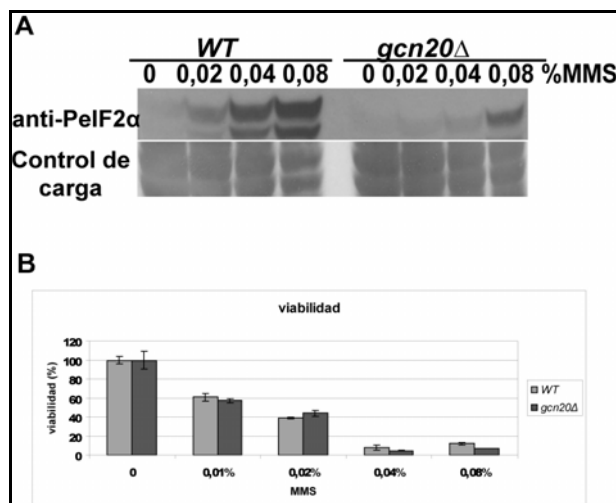 A
WT gcn20Δ
0 0,02 0,04 0,08 0 0,02 0,04 0,08 %MMS
anti-PeIF2α
Control de
carga
B
viabilidad
120
100
80
60
40
20
0
viabilidad (%)
0 0,01% 0,02% 0,04% 0,08%
MMS
WT
gcn20Δ